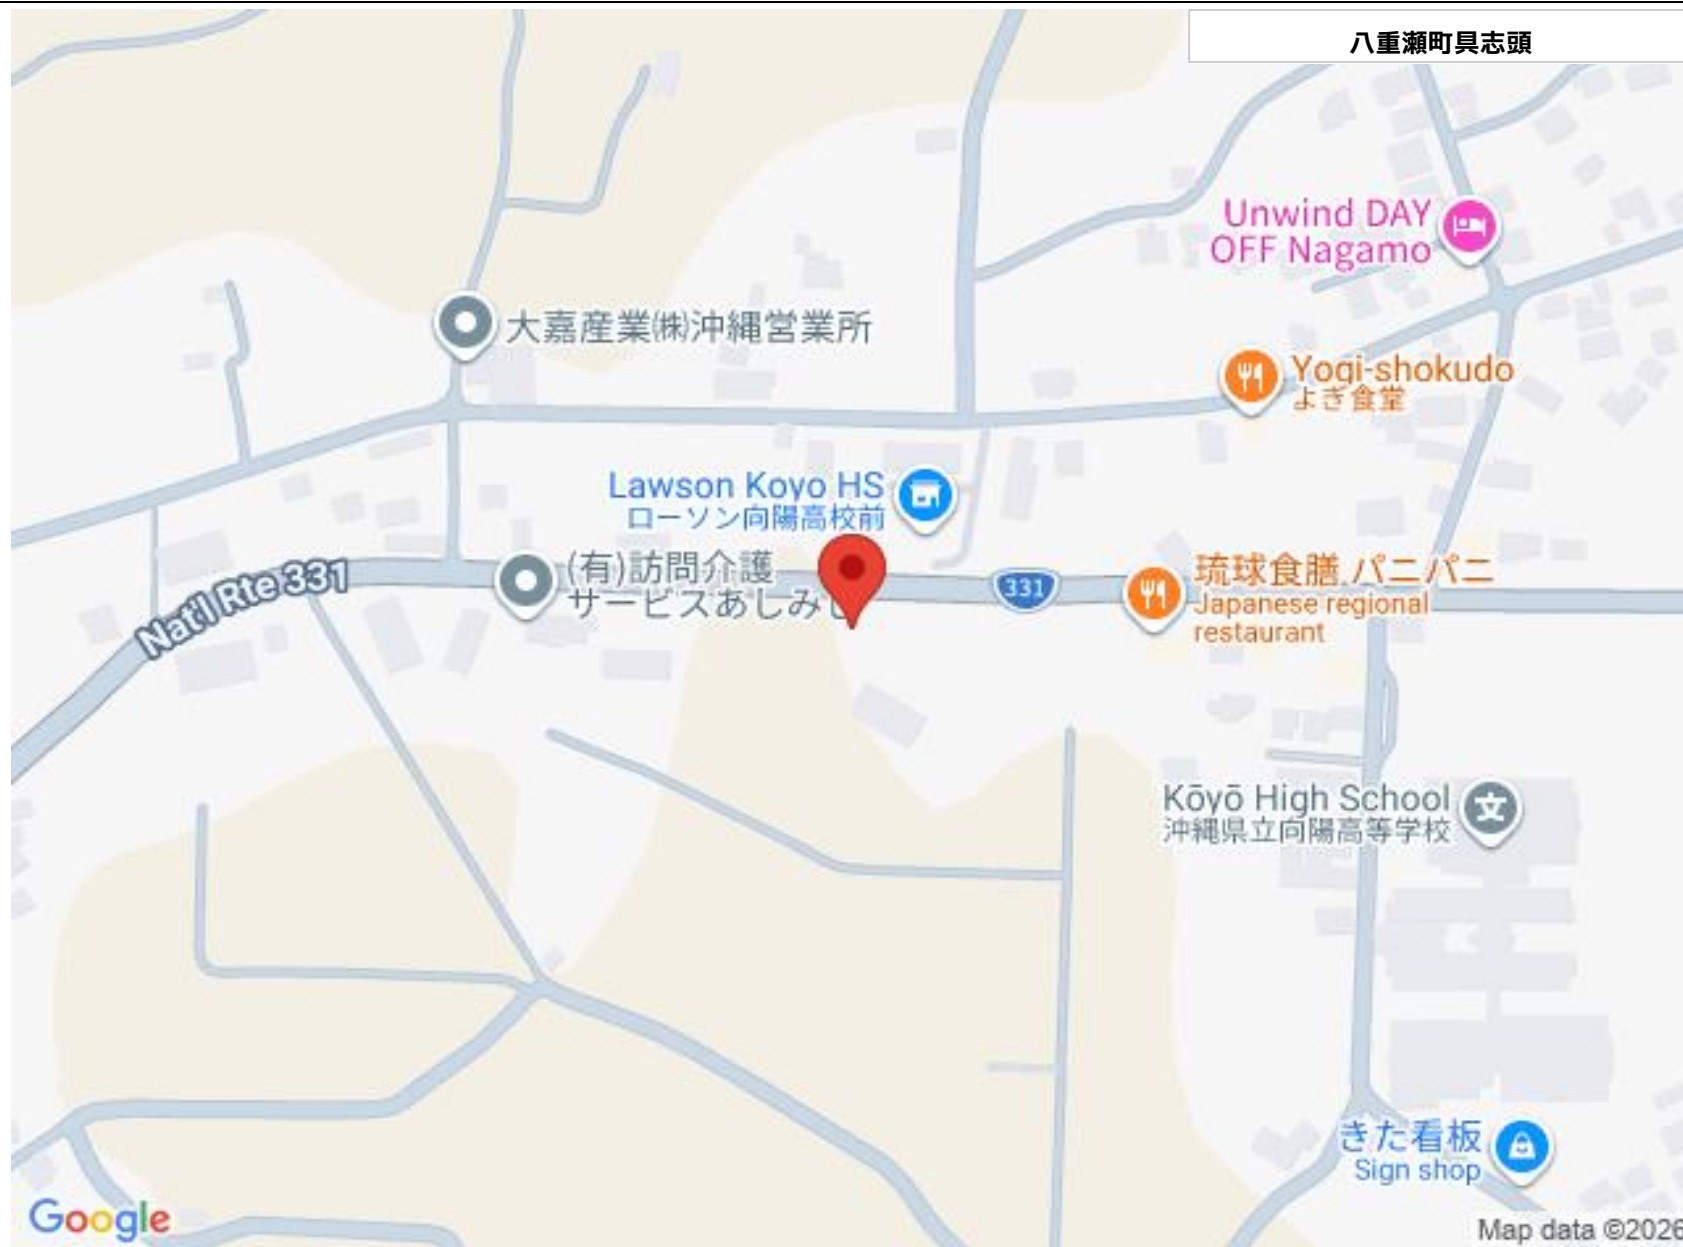 八重瀬町具志頭
Unwind DAY
OFF Nagamo
大嘉産業㈱沖縄営業所
Yogi-shokudo
よぎ食堂
Lawson Koyo HS
ローソン向陽高校前
(有)訪問介護
サービスあしみじ
331
琉球食膳 パニパニ
Japanese regional
restaurant
Nat'l Rte 331
Kōyō High School
沖縄県立向陽高等学校
きた看板
Sign shop
Google
Map data ©2026